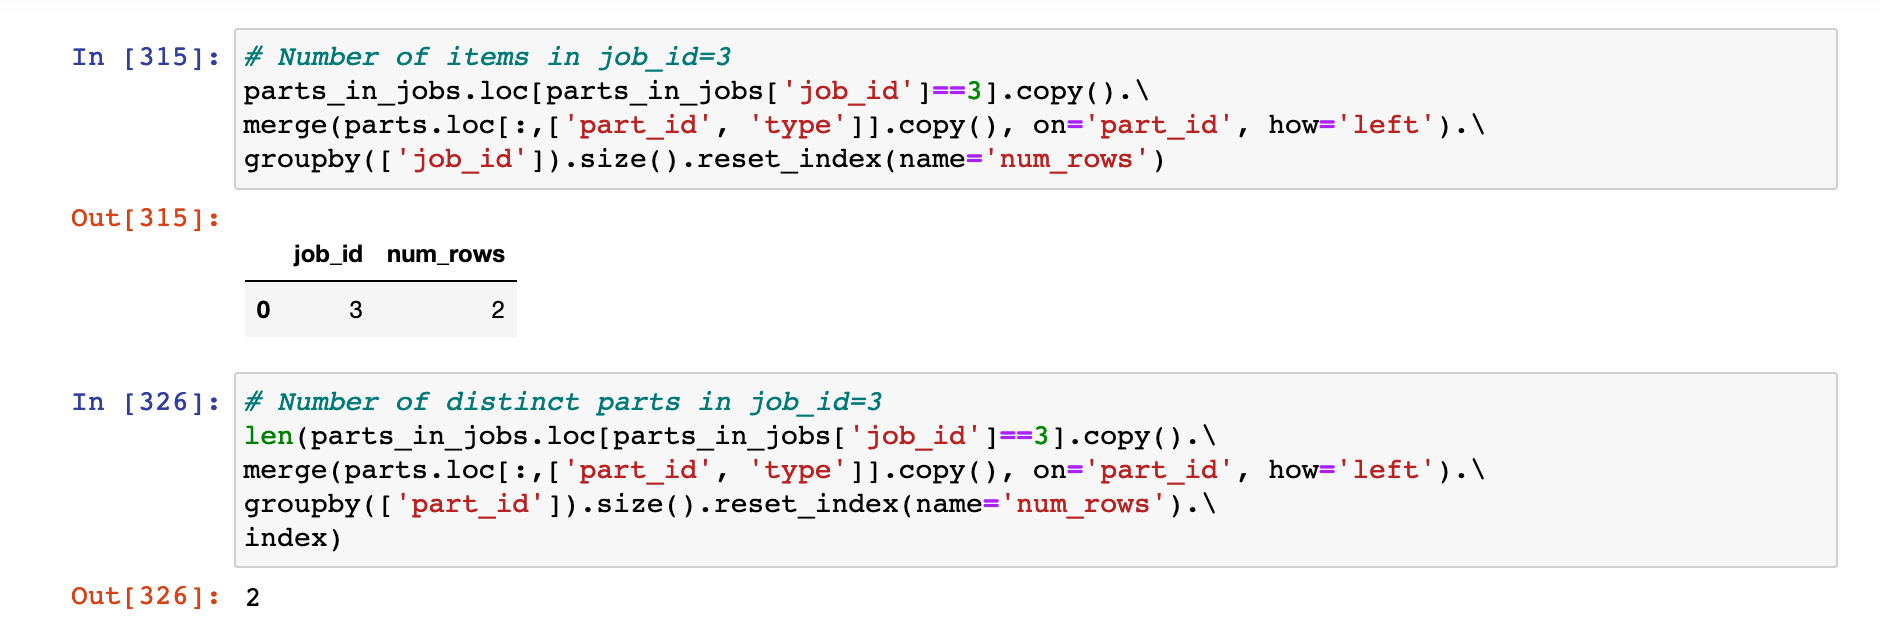 In [315]: # Number of items in job_id=3
parts_in_jobs.loc[parts_in_jobs['job_id']==3].copy().\
merge(parts.loc[:,['part_id', 'type']].copy(), on='part_id', how='left').\
groupby(['job_id']).size().reset_index(name='num_rows')
Out[315]:
job_id num_rows
0 3 2
In [326]: # Number of distinct parts in job_id=3
len(parts_in_jobs.loc[parts_in_jobs['job_id']==3].copy().\
merge(parts.loc[:,['part_id', 'type']].copy(), on='part_id', how='left').\
groupby(['part_id']).size().reset_index(name='num_rows').\
index)
Out[326]: 2